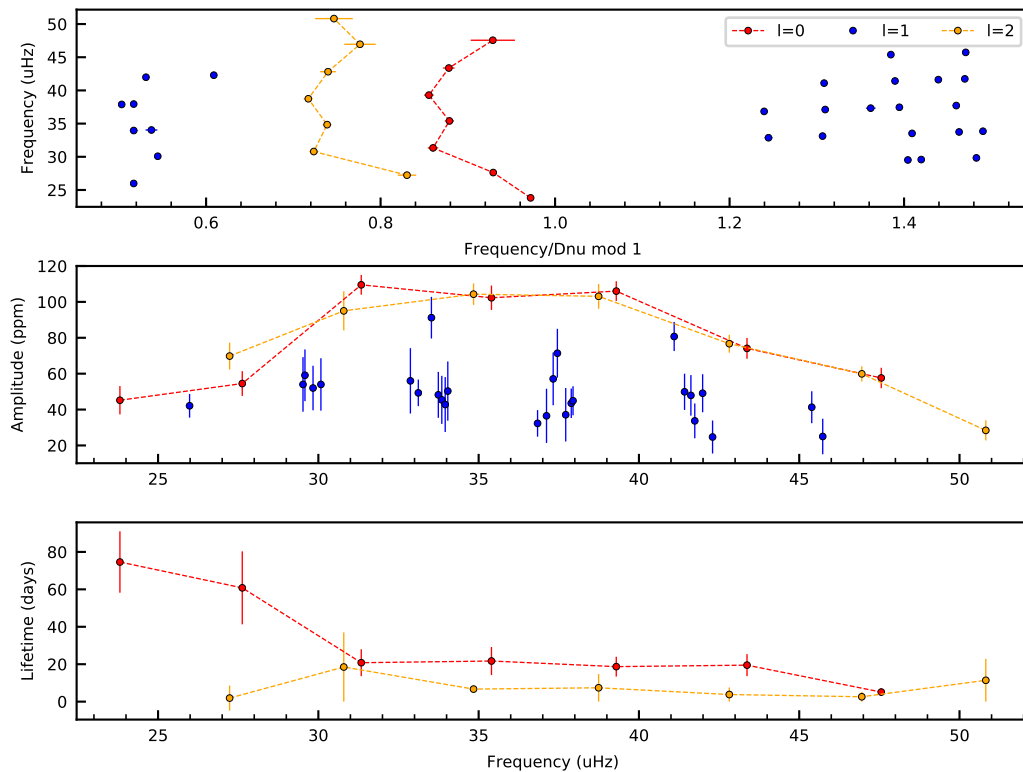 50
45
40
35
30
25
Frequency (uHz)
l=0 l=1 l=2
0.6 0.8 1.0 1.2 1.4
Frequency/Dnu mod 1
120
100
80
60
40
20
Amplitude (ppm)
25 30 35 40 45 50
80
60
40
20
0
Lifetime (days)
25 30 35 40 45 50
Frequency (uHz)